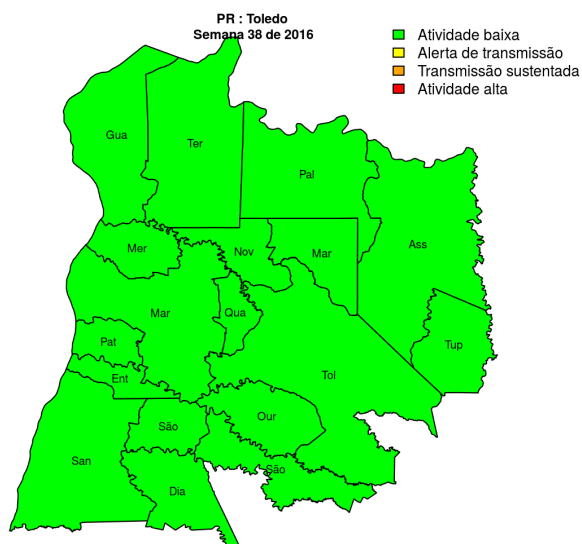 PR : Toledo
Semana 38 de 2016
Atividade baixa
Alerta de transmissão
Transmissão sustentada
Atividade alta
Gua
Ter
Pal
Mer
Nov
Mar
Ass
Mar
Qua
Pat
Tup
Ent
Tol
Our
São
San
São
Dia